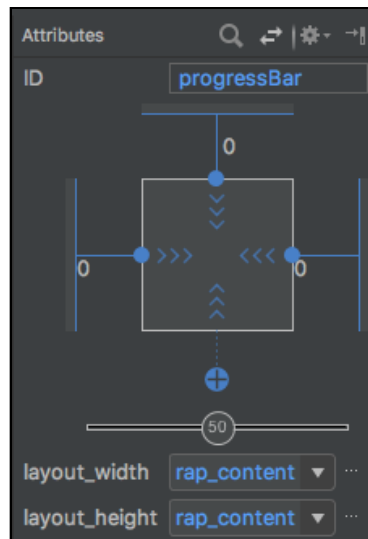 Attributes
ID progressBar
0
0 0
50
layout_width rap_content
layout_height rap_content